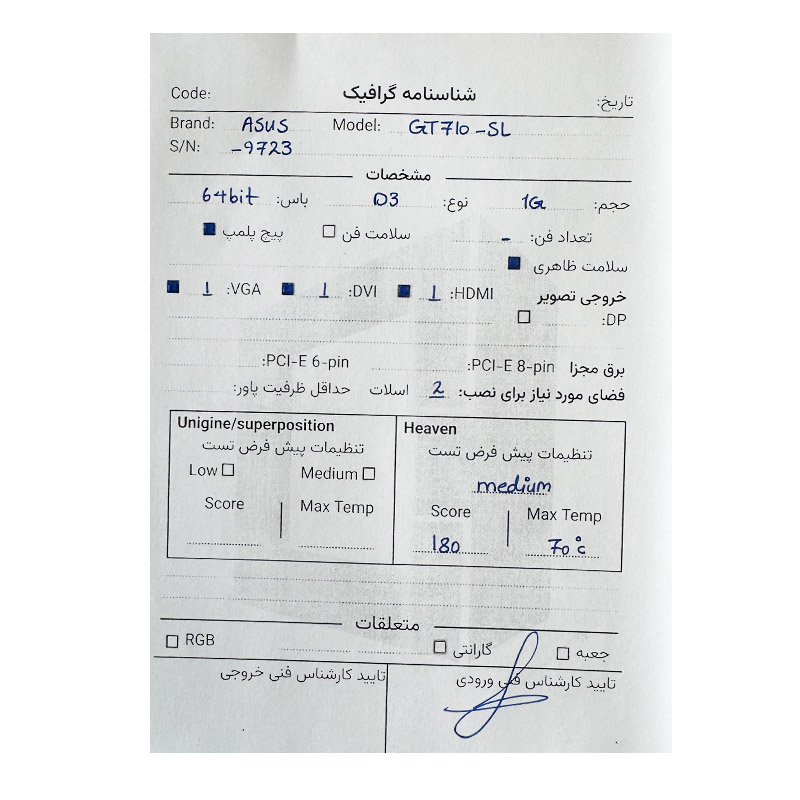 Code: شناسنامه گرافیک تاریخ:
Brand: ASUS Model: GT710-SL
S/N: -9723
مشخصات
حجم: 1G نوع: D3 باس: 64bit
تعداد فن: - سلامت فن پیچ پلمپ
سلامت ظاهری
خروجی تصویر HDMI: 1 DVI: 1 VGA: 1
DP:
برق مجزا PCI-E 8-pin: PCI-E 6-pin:
فضای مورد نیاز برای نصب: 2 اسلات حداقل ظرفیت پاور:
Unigine/superposition
تنظیمات پیش فرض تست
Low Medium
Score Max Temp
Heaven
تنظیمات پیش فرض تست
medium
Score Max Temp
180 70°c
متعلقات
جعبه گارانتی RGB
تایید کارشناس فنی ورودی تایید کارشناس فنی خروجی